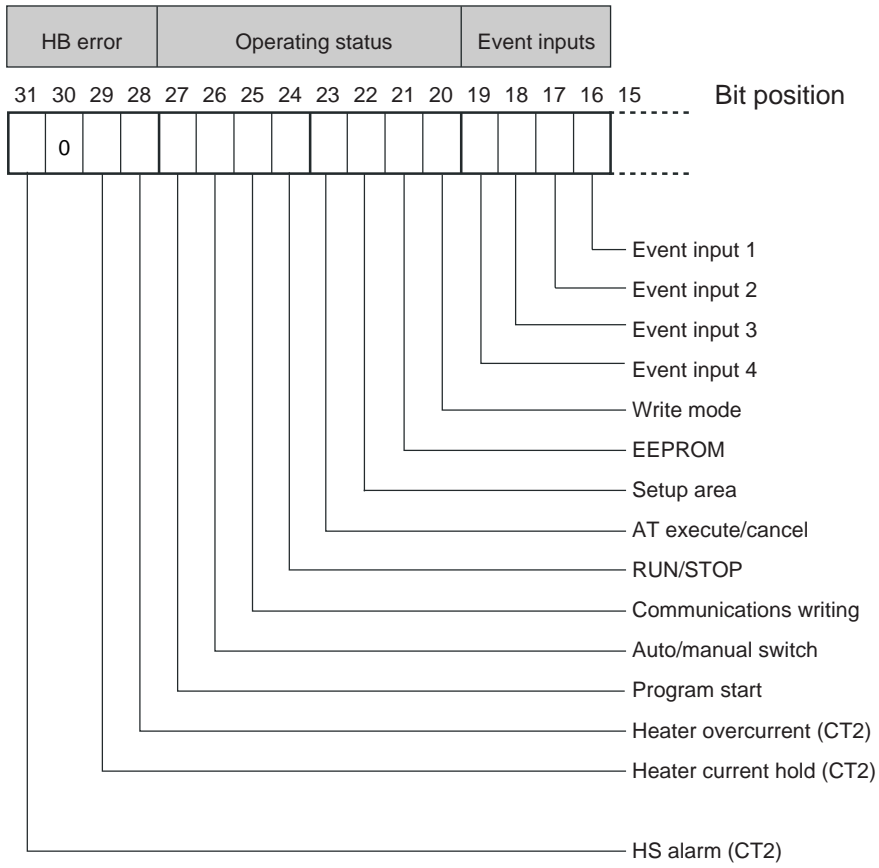 HB error Operating status Event inputs
31 30 29 28 27 26 25 24 23 22 21 20 19 18 17 16 15 Bit position
0
Event input 1
Event input 2
Event input 3
Event input 4
Write mode
EEPROM
Setup area
AT execute/cancel
RUN/STOP
Communications writing
Auto/manual switch
Program start
Heater overcurrent (CT2)
Heater current hold (CT2)
HS alarm (CT2)